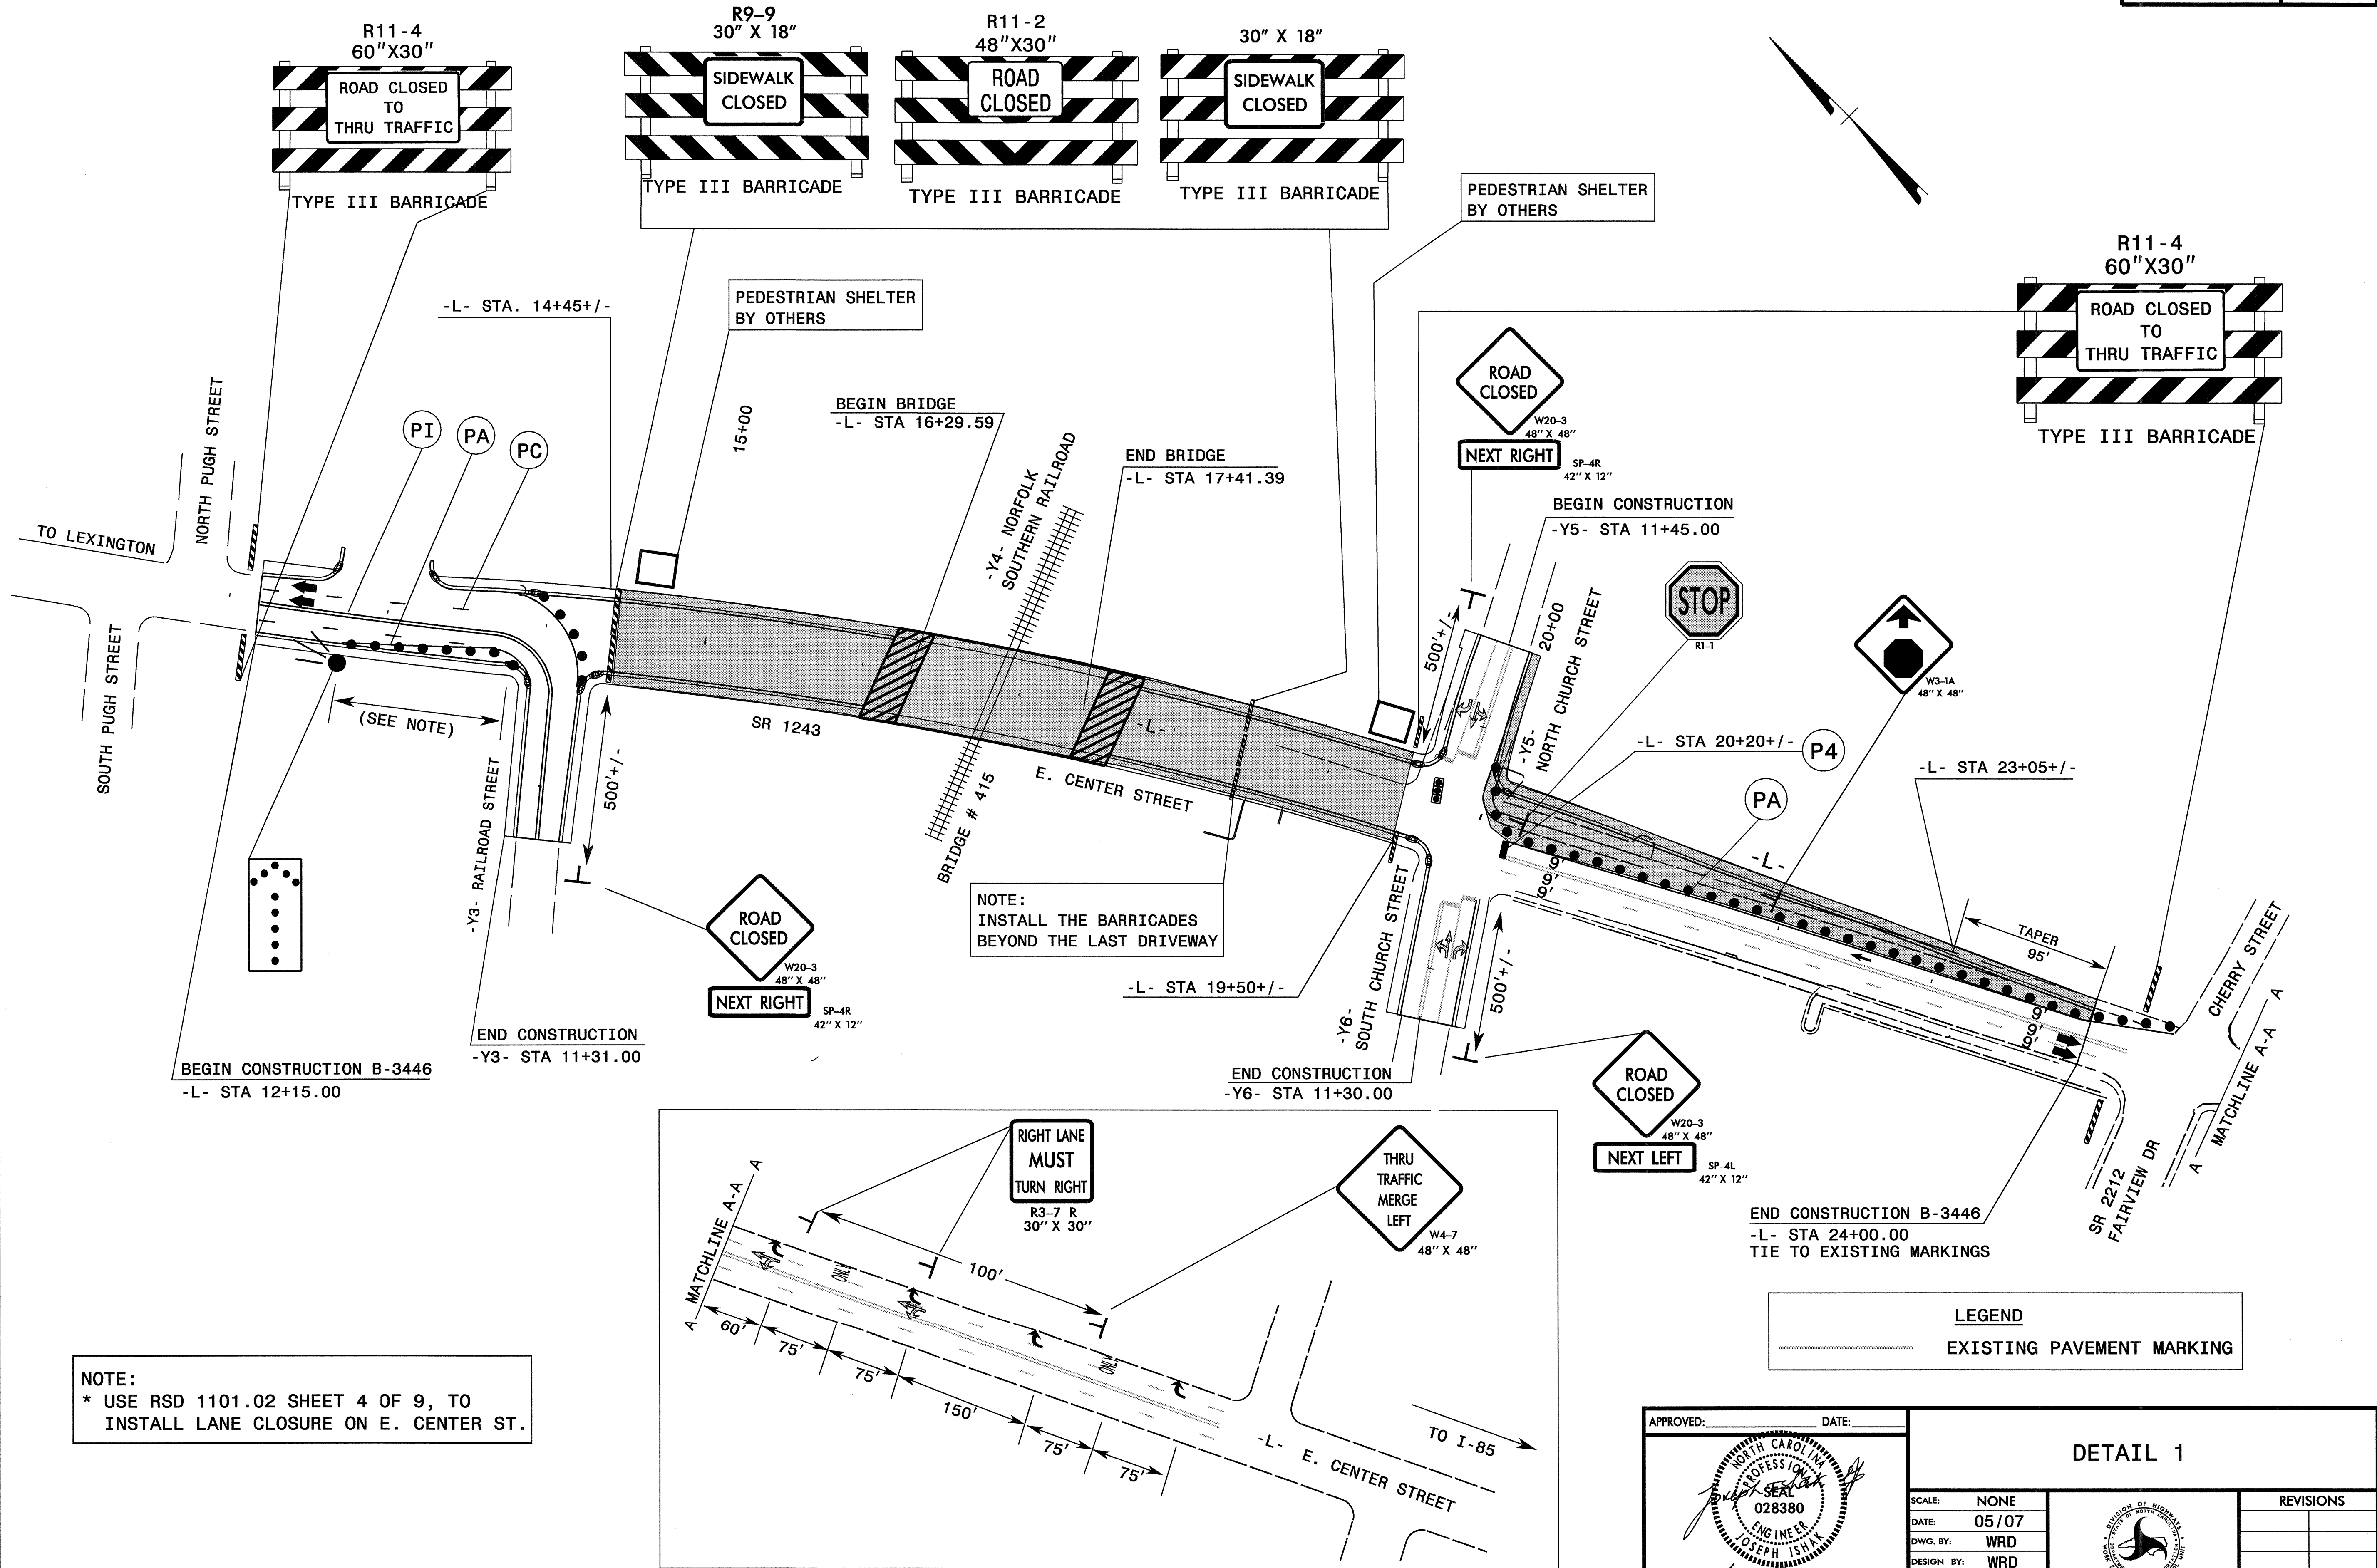 R11-4
60"X30"
ROAD CLOSED
TO
THRU TRAFFIC
TYPE III BARRICADE
R9-9
30" X 18"
SIDEWALK
CLOSED
TYPE III BARRICADE
R11-2
48"X30"
ROAD
CLOSED
TYPE III BARRICADE
30" X 18"
SIDEWALK
CLOSED
TYPE III BARRICADE
PEDESTRIAN SHELTER
BY OTHERS
R11-4
60"X30"
ROAD CLOSED
TO
THRU TRAFFIC
TYPE III BARRICADE
-L- STA. 14+45+/-
PEDESTRIAN SHELTER
BY OTHERS
15+00
BEGIN BRIDGE
-L- STA 16+29.59
-Y4- NORFOLK
SOUTHERN RAILROAD
END BRIDGE
-L- STA 17+41.39
ROAD
CLOSED
W20-3
48" X 48"
NEXT RIGHT
SP-4R
42" X 12"
BEGIN CONSTRUCTION
-Y5- STA 11+45.00
NORTH PUGH STREET
PI
PA
PC
TO LEXINGTON
SOUTH PUGH STREET
(SEE NOTE)
-Y3- RAILROAD STREET
500'+/-
SR 1243
BRIDGE # 415
-L-
E. CENTER STREET
500'+/-
20+00
-Y5-
NORTH CHURCH STREET
STOP
R1-1
W3-1A
48" X 48"
-L- STA 20+20+/-
P4
PA
-L- STA 23+05+/-
9'
9'
9'
-L-
TAPER
95'
CHERRY STREET
9'
9'
9'
A
MATCHLINE A-A
A
ROAD
CLOSED
W20-3
48" X 48"
NEXT RIGHT
SP-4R
42" X 12"
NOTE:
INSTALL THE BARRICADES
BEYOND THE LAST DRIVEWAY
-L- STA 19+50+/-
-Y6-
SOUTH CHURCH STREET
500'+/-
END CONSTRUCTION
-Y3- STA 11+31.00
BEGIN CONSTRUCTION B-3446
-L- STA 12+15.00
END CONSTRUCTION
-Y6- STA 11+30.00
ROAD
CLOSED
W20-3
48" X 48"
NEXT LEFT
SP-4L
42" X 12"
SR 2212
FAIRVIEW DR
END CONSTRUCTION B-3446
-L- STA 24+00.00
TIE TO EXISTING MARKINGS
RIGHT LANE
MUST
TURN RIGHT
R3-7 R
30" X 30"
THRU
TRAFFIC
MERGE
LEFT
W4-7
48" X 48"
A
MATCHLINE A-A
A
100'
ONLY
ONLY
60'
75'
75'
150'
75'
75'
-L- E. CENTER STREET
TO I-85
LEGEND
EXISTING PAVEMENT MARKING
NOTE:
* USE RSD 1101.02 SHEET 4 OF 9, TO
INSTALL LANE CLOSURE ON E. CENTER ST.
APPROVED: DATE:
NORTH CAROLINA
PROFESSION
SEAL
028380
ENGINEER
JOSEPH ISHAK
DETAIL 1
SCALE: NONE
DATE: 05/07
DWG. BY: WRD
DESIGN BY: WRD
DIVISION OF HIGHWAYS
STATE OF NORTH CAROLINA
REVISIONS